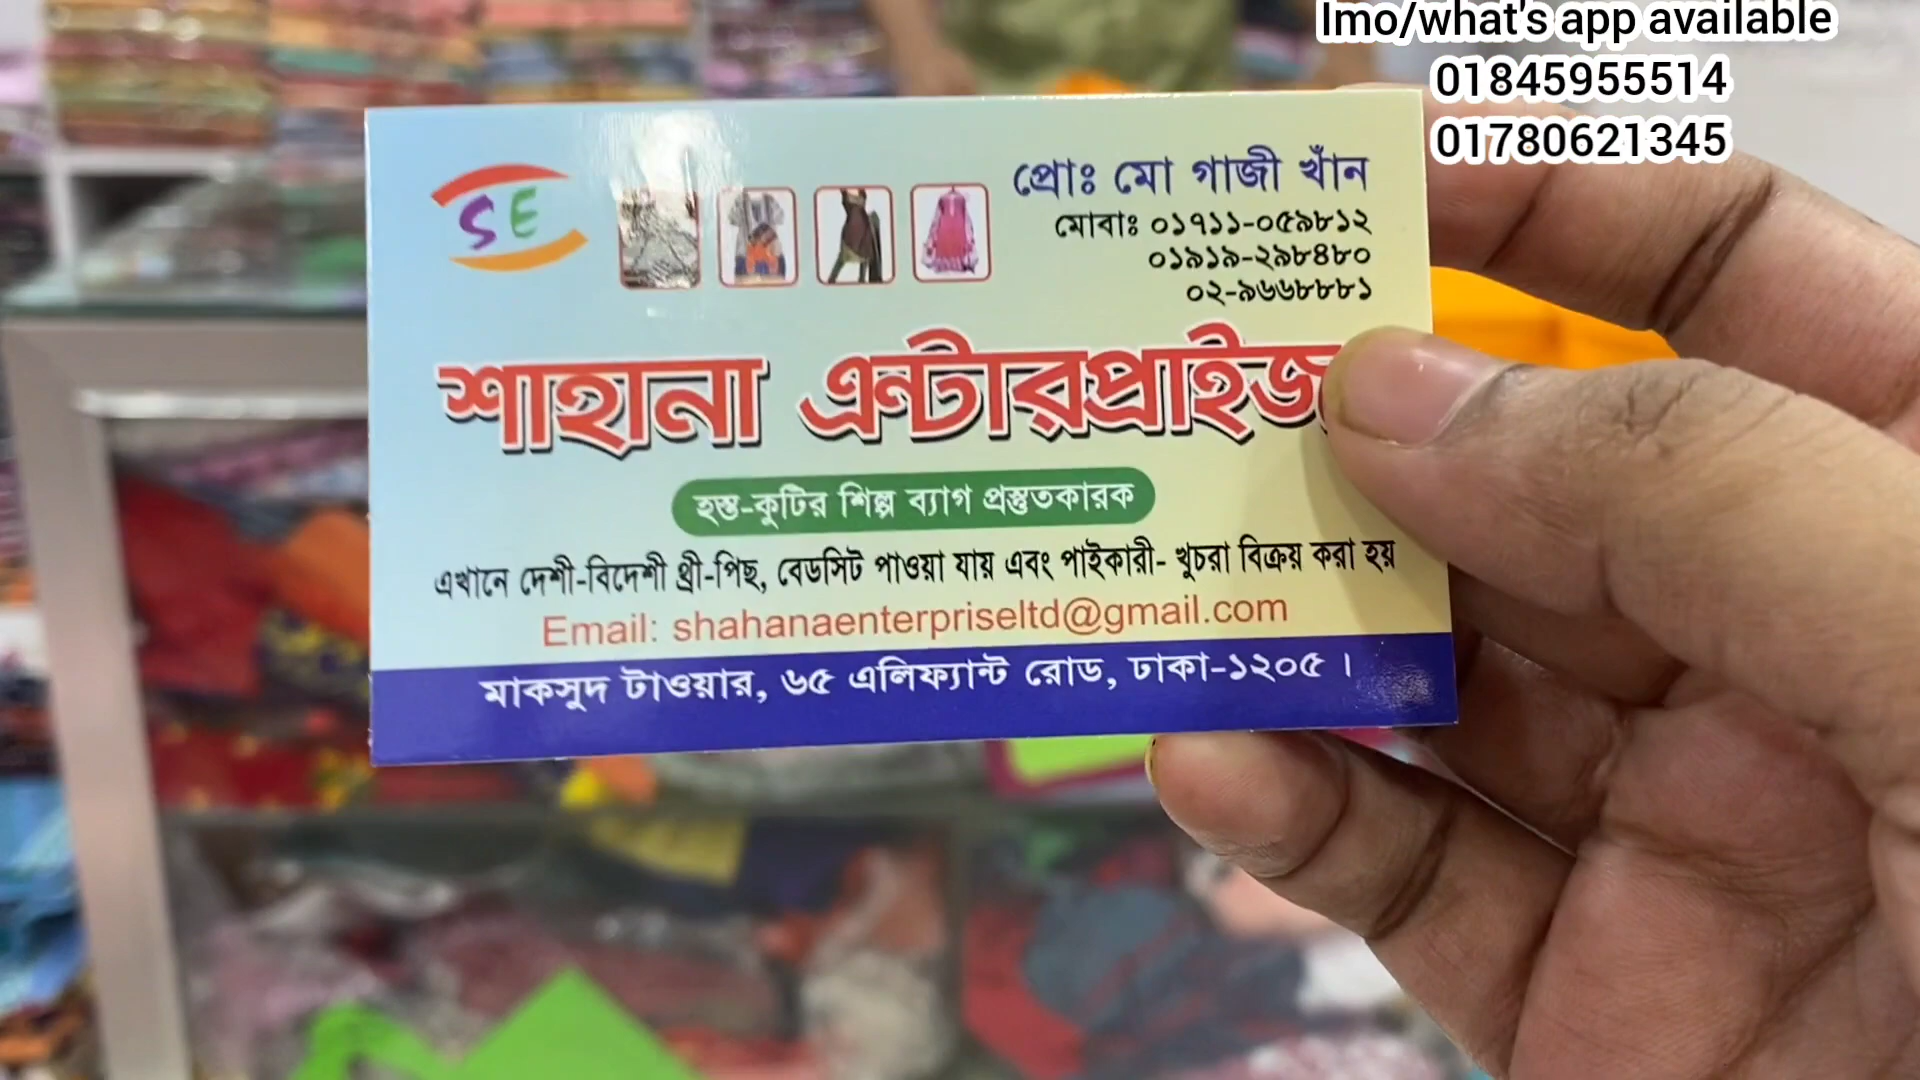 Imo/what's app available
01845955514
01780621345
SE
প্রোঃ মো গাজী খাঁন
মোবাঃ ০১৭১১-০৫৯৮১২
০১৯১৯-২৯৮৪৮০
০২-৯৬৬৮৮৮১
শাহানা এন্টারপ্রাইজ
হস্ত-কুটির শিল্প ব্যাগ প্রস্তুতকারক
এখানে দেশী-বিদেশী থ্রী-পিছ, বেডসিট পাওয়া যায় এবং পাইকারী- খুচরা বিক্রয় করা হয়
Email: shahanaenterpriseltd@gmail.com
মাকসুদ টাওয়ার, ৬৫ এলিফ্যান্ট রোড, ঢাকা-১২০৫ ।